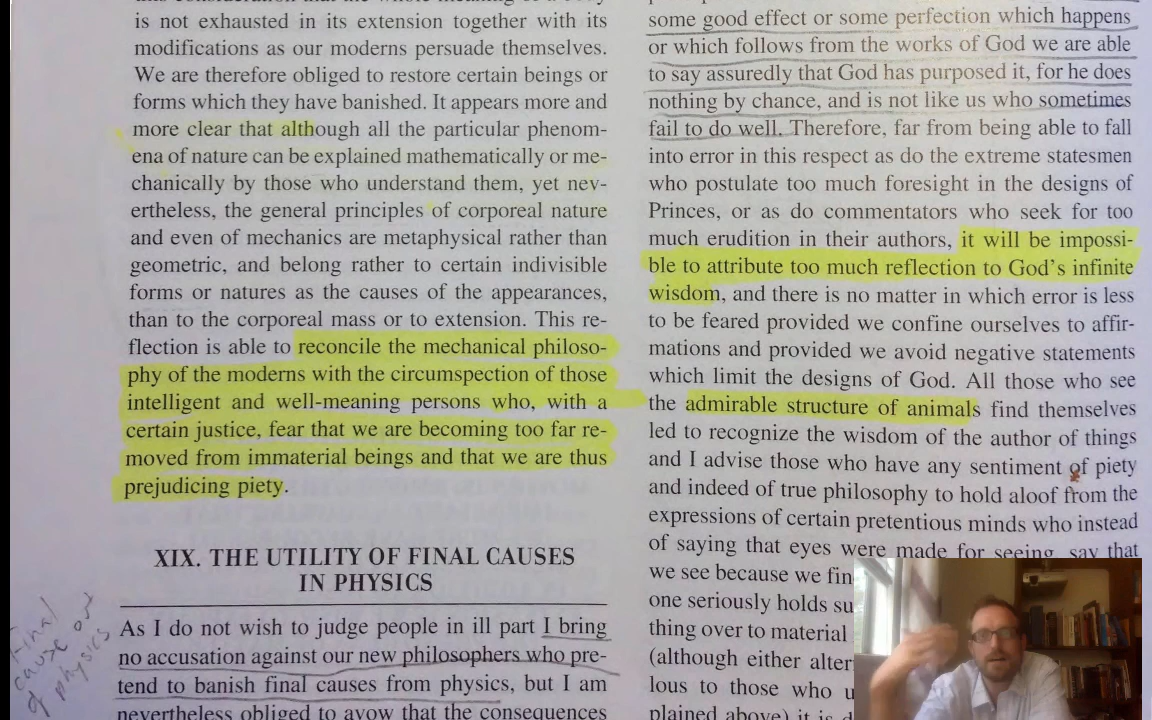 is not exhausted in its extension together with its
modifications as our moderns persuade themselves.
We are therefore obliged to restore certain beings or
forms which they have banished. It appears more and
more clear that although all the particular phenom-
ena of nature can be explained mathematically or me-
chanically by those who understand them, yet nev-
ertheless, the general principles of corporeal nature
and even of mechanics are metaphysical rather than
geometric, and belong rather to certain indivisible
forms or natures as the causes of the appearances,
than to the corporeal mass or to extension. This re-
flection is able to reconcile the mechanical philoso-
phy of the moderns with the circumspection of those
intelligent and well-meaning persons who, with a
certain justice, fear that we are becoming too far re-
moved from immaterial beings and that we are thus
prejudicing piety.
XIX. THE UTILITY OF FINAL CAUSES
IN PHYSICS
As I do not wish to judge people in ill part I bring
no accusation against our new philosophers who pre-
tend to banish final causes from physics, but I am
nevertheless obliged to avow that the consequences
Final
cause of
physics
some good effect or some perfection which happens
or which follows from the works of God we are able
to say assuredly that God has purposed it, for he does
nothing by chance, and is not like us who sometimes
fail to do well. Therefore, far from being able to fall
into error in this respect as do the extreme statesmen
who postulate too much foresight in the designs of
Princes, or as do commentators who seek for too
much erudition in their authors, it will be impossi-
ble to attribute too much reflection to God's infinite
wisdom, and there is no matter in which error is less
to be feared provided we confine ourselves to affir-
mations and provided we avoid negative statements
which limit the designs of God. All those who see
the admirable structure of animals find themselves
led to recognize the wisdom of the author of things
and I advise those who have any sentiment of piety
and indeed of true philosophy to hold aloof from the
expressions of certain pretentious minds who instead
of saying that eyes were made for seeing, say that
we see because we fin
one seriously holds su
thing over to material
(although either alter
lous to those who u
plained above) it is d